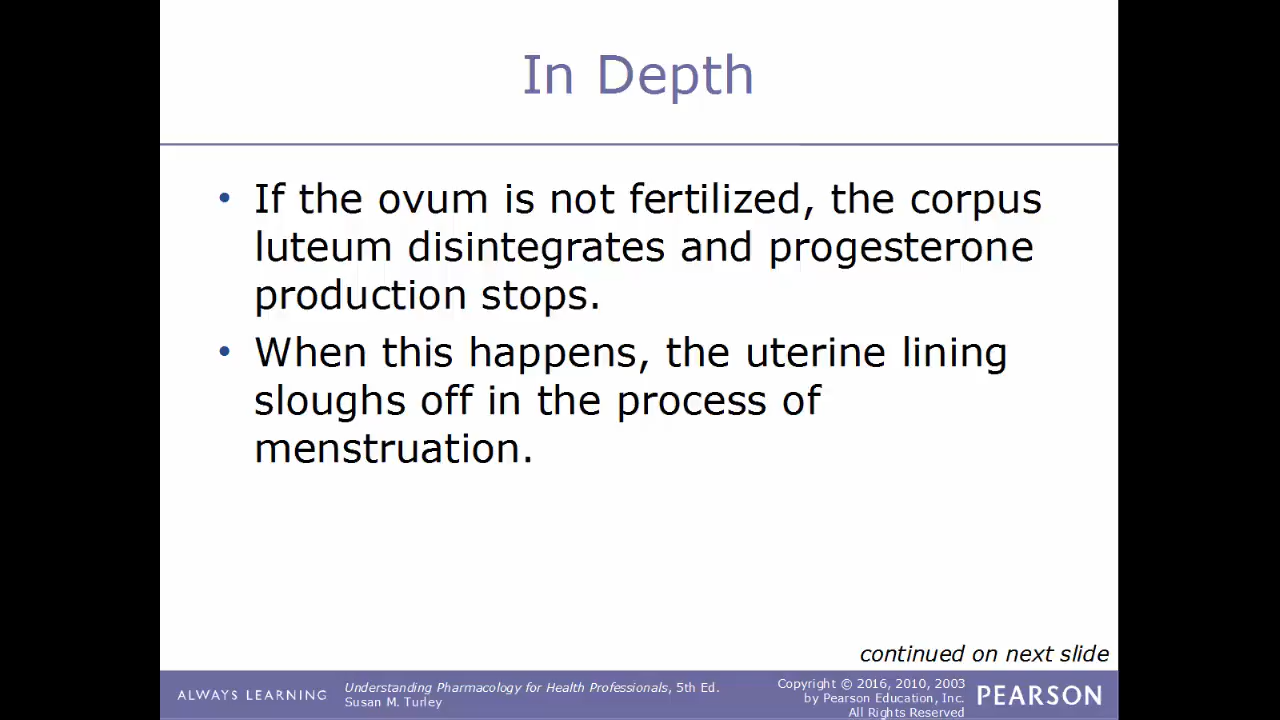 In Depth
• If the ovum is not fertilized, the corpus
luteum disintegrates and progesterone
production stops.
• When this happens, the uterine lining
sloughs off in the process of
menstruation.
continued on next slide
ALWAYS LEARNING
Understanding Pharmacology for Health Professionals, 5th Ed.
Susan M. Turley
Copyright © 2016, 2010, 2003
by Pearson Education, Inc.
All Rights Reserved
PEARSON